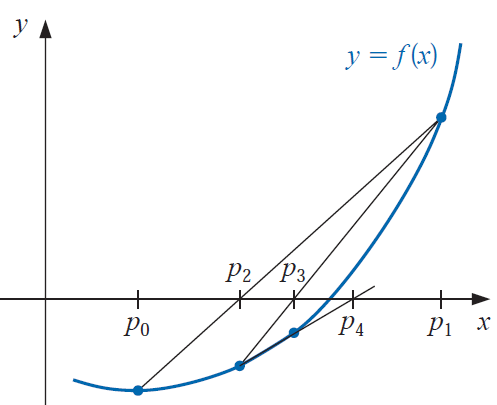 y
y = f(x)
p₂ p₃
p₀ p₄ p₁ x